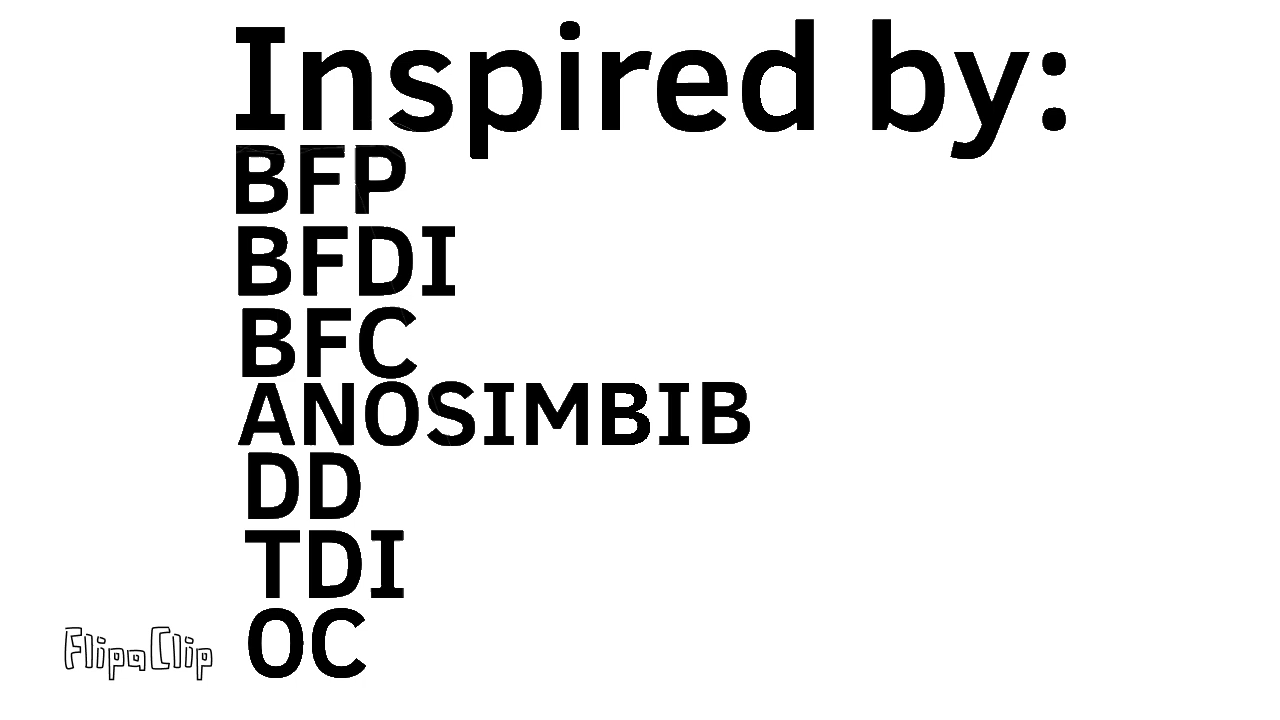 Inspired by:
BFP
BFDI
BFC
ANOSIMBIB
DD
TDI
OC
FlipaClip